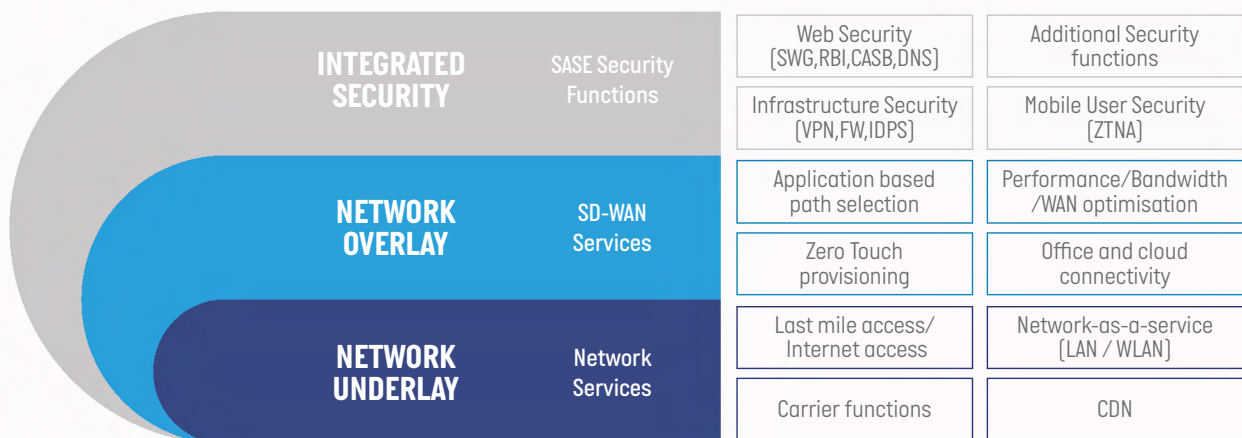 INTEGRATED
SECURITY
SASE Security
Functions
Web Security
[SWG,RBI,CASB,DNS]
Additional Security
functions
Infrastructure Security
[VPN,FW,IDPS]
Mobile User Security
[ZTNA]
NETWORK
OVERLAY
SD-WAN
Services
Application based
path selection
Performance/Bandwidth
/WAN optimisation
Zero Touch
provisioning
Office and cloud
connectivity
NETWORK
UNDERLAY
Network
Services
Last mile access/
Internet access
Network-as-a-service
[LAN / WLAN]
Carrier functions
CDN